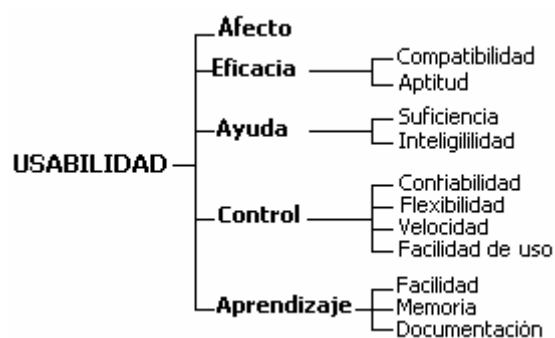 Afecto
Eficacia
Compatibilidad
Aptitud
Ayuda
Suficiencia
Inteligililidad
USABILIDAD
Control
Confiabilidad
Flexibilidad
Velocidad
Facilidad de uso
Aprendizaje
Facilidad
Memoria
Documentación